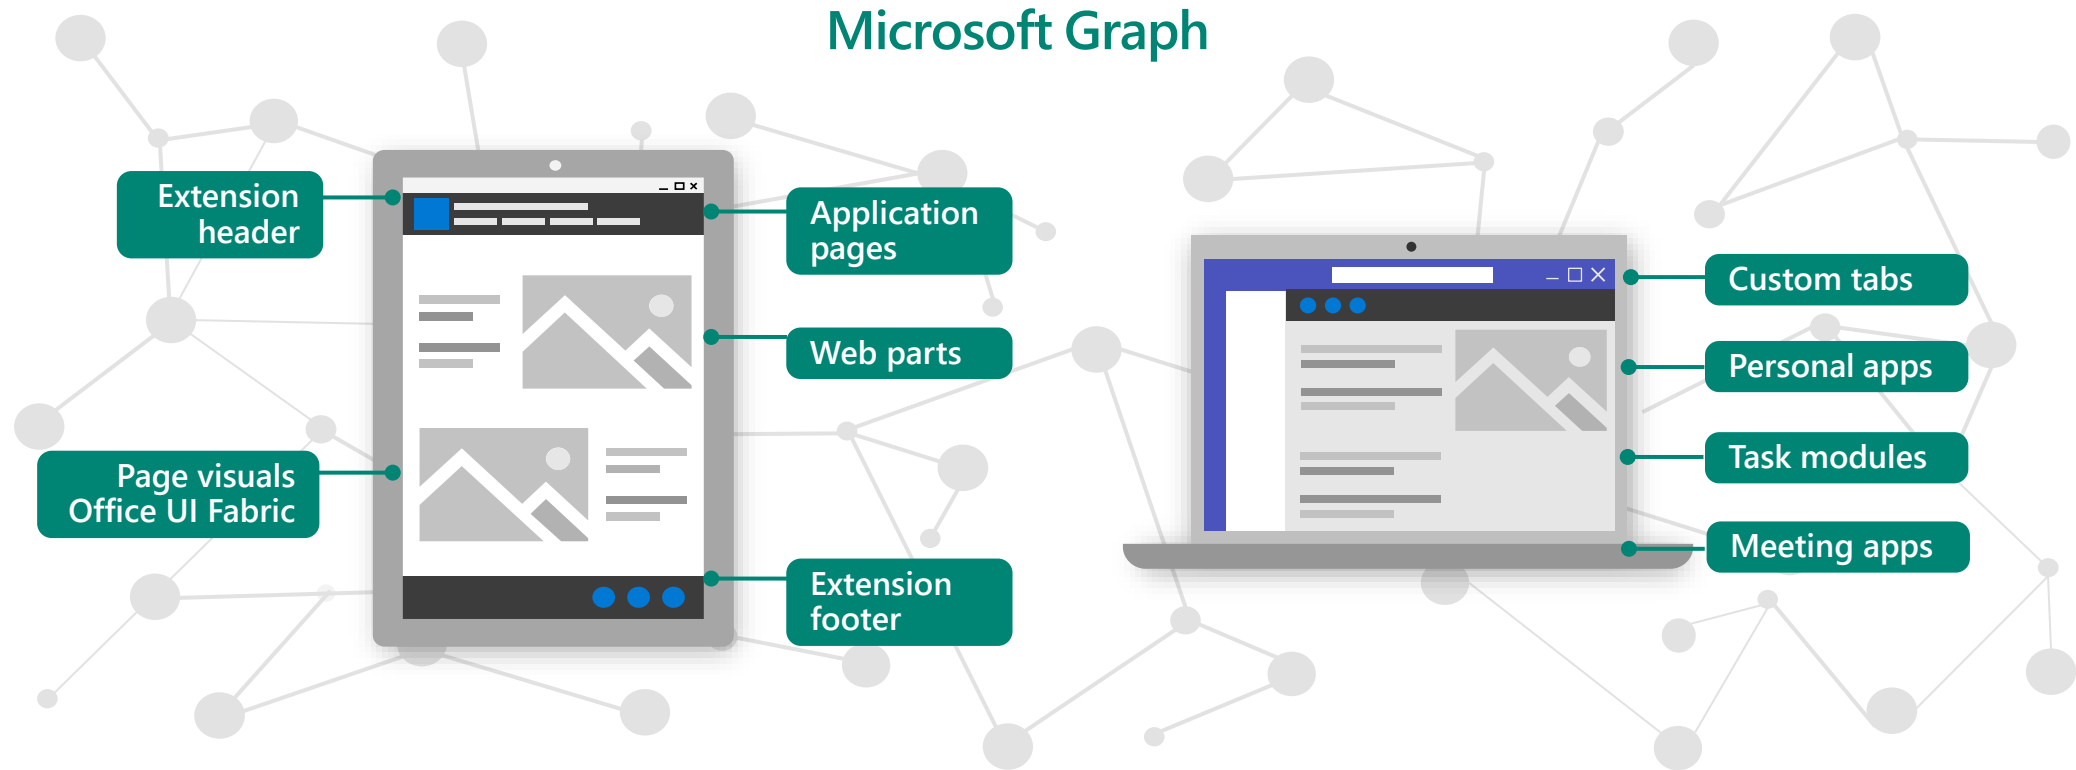 Microsoft Graph
Extension
header
Page visuals
Office UI Fabric
Application
pages
Web parts
Extension
footer
Custom tabs
Personal apps
Task modules
Meeting apps